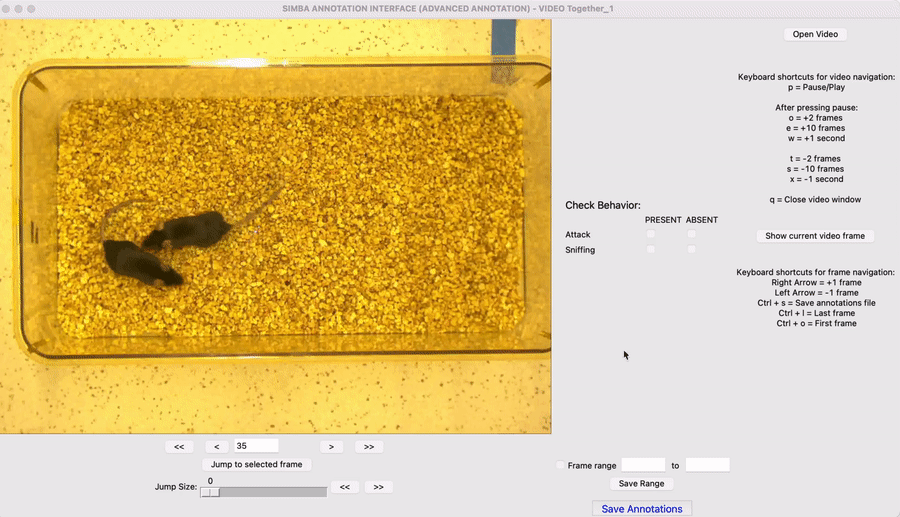 SIMBA ANNOTATION INTERFACE (ADVANCED ANNOTATION) - VIDEO Together_1
Open Video
Keyboard shortcuts for video navigation:
p = Pause/Play
After pressing pause:
o = +2 frames
e = +10 frames
w = +1 second
t = -2 frames
s = -10 frames
x = -1 second
q = Close video window
Check Behavior:
PRESENT ABSENT
Attack
Sniffing
Show current video frame
Keyboard shortcuts for frame navigation:
Right Arrow = +1 frame
Left Arrow = -1 frame
Ctrl + s = Save annotations file
Ctrl + l = Last frame
Ctrl + o = First frame
<< < 35 > >>
Jump to selected frame
Jump Size: 0 << >>
Frame range to
Save Range
Save Annotations